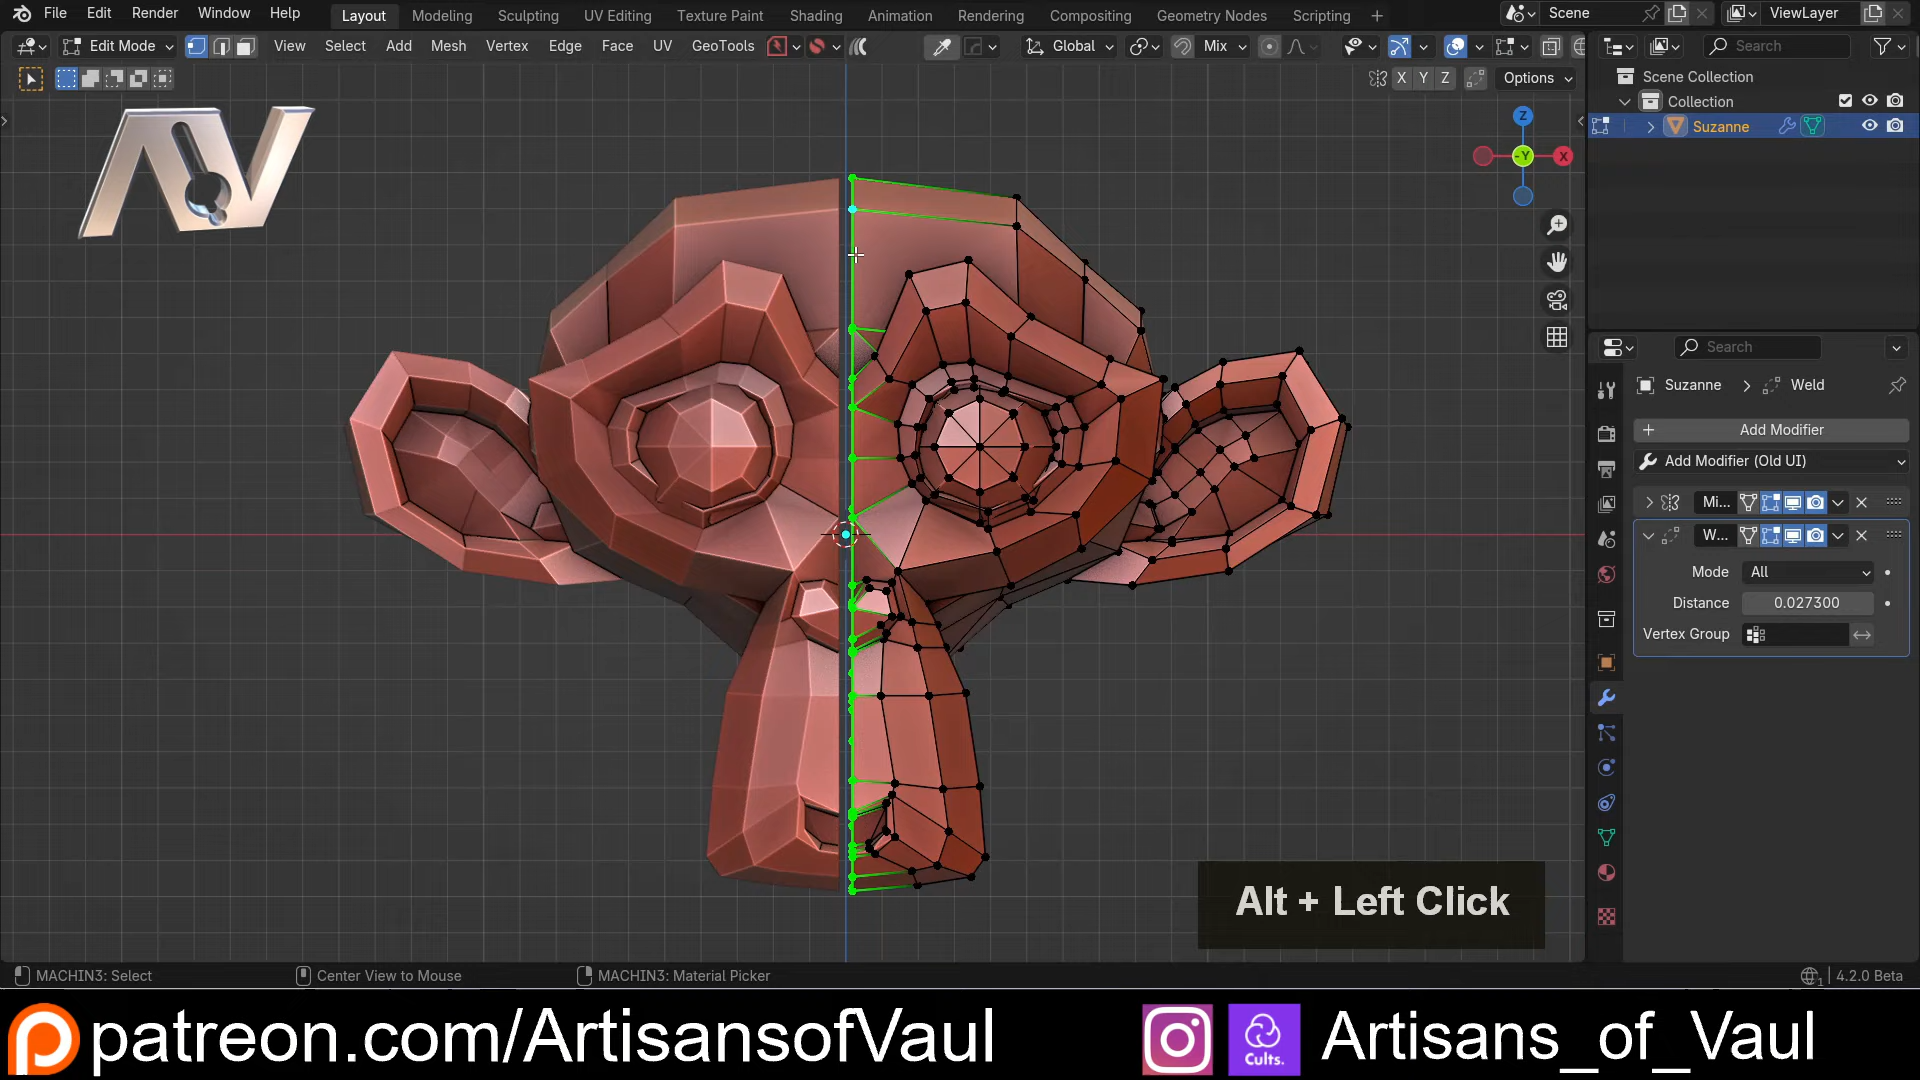 File Edit Render Window Help Layout Modeling Sculpting UV Editing Texture Paint Shading Animation Rendering Compositing Geometry Nodes Scripting + Scene ViewLayer
Edit Mode View Select Add Mesh Vertex Edge Face UV GeoTools Global Mix Search
X Y Z Options
Scene Collection
Collection
Suzanne
Z
-Y X
Search
Suzanne > Weld
+ Add Modifier
Add Modifier (Old UI)
Mi...
W...
Mode All
Distance 0.027300
Vertex Group
AV
Alt + Left Click
MACHIN3: Select Center View to Mouse MACHIN3: Material Picker 4.2.0 Beta
patreon.com/ArtisansofVaul Cults. Artisans_of_Vaul